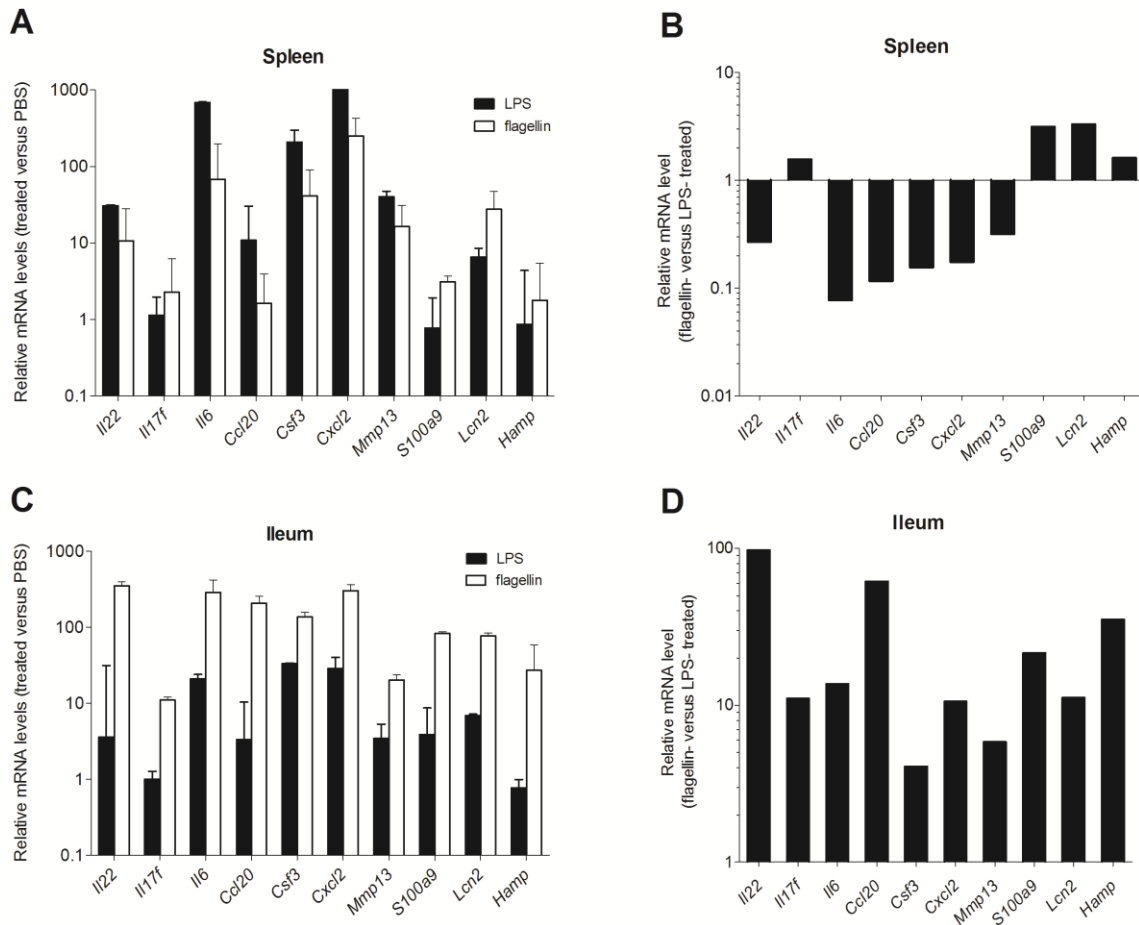 A
Spleen
Relative mRNA levels (treated versus PBS)
1000
100
10
1
0.1
LPS
flagellin
Il22
Il17f
Il6
Ccl20
Csf3
Cxcl2
Mmp13
S100a9
Lcn2
Hamp
B
Spleen
Relative mRNA level
(flagellin- versus LPS- treated)
10
1
0.1
0.01
Il22
Il17f
Il6
Ccl20
Csf3
Cxcl2
Mmp13
S100a9
Lcn2
Hamp
C
Ileum
Relative mRNA levels (treated versus PBS)
1000
100
10
1
0.1
LPS
flagellin
Il22
Il17f
Il6
Ccl20
Csf3
Cxcl2
Mmp13
S100a9
Lcn2
Hamp
D
Ileum
Relative mRNA level
(flagellin- versus LPS- treated)
100
10
1
Il22
Il17f
Il6
Ccl20
Csf3
Cxcl2
Mmp13
S100a9
Lcn2
Hamp